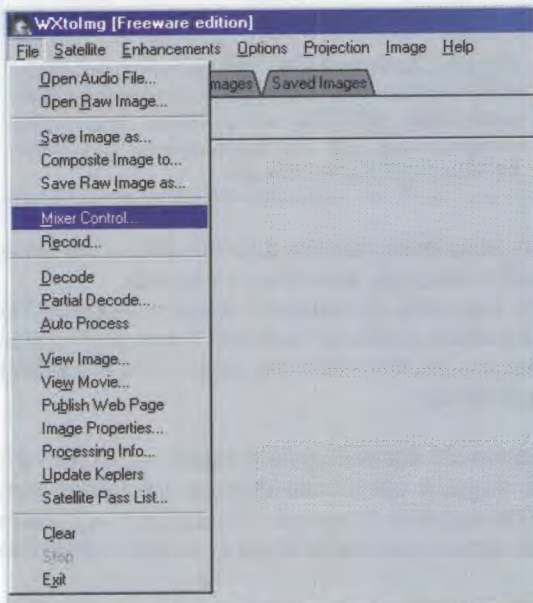 WXtoImg [Freeware edition]
File Satellite Enhancements Options Projection Image Help
mages Saved Images
Open Audio File...
Open Raw Image...
Save Image as...
Composite Image to...
Save Raw Image as...
Mixer Control...
Record...
Decode
Partial Decode...
Auto Process
View Image...
View Movie...
Publish Web Page
Image Properties...
Processing Info...
Update Keplers
Satellite Pass List...
Clear
Stop
Exit